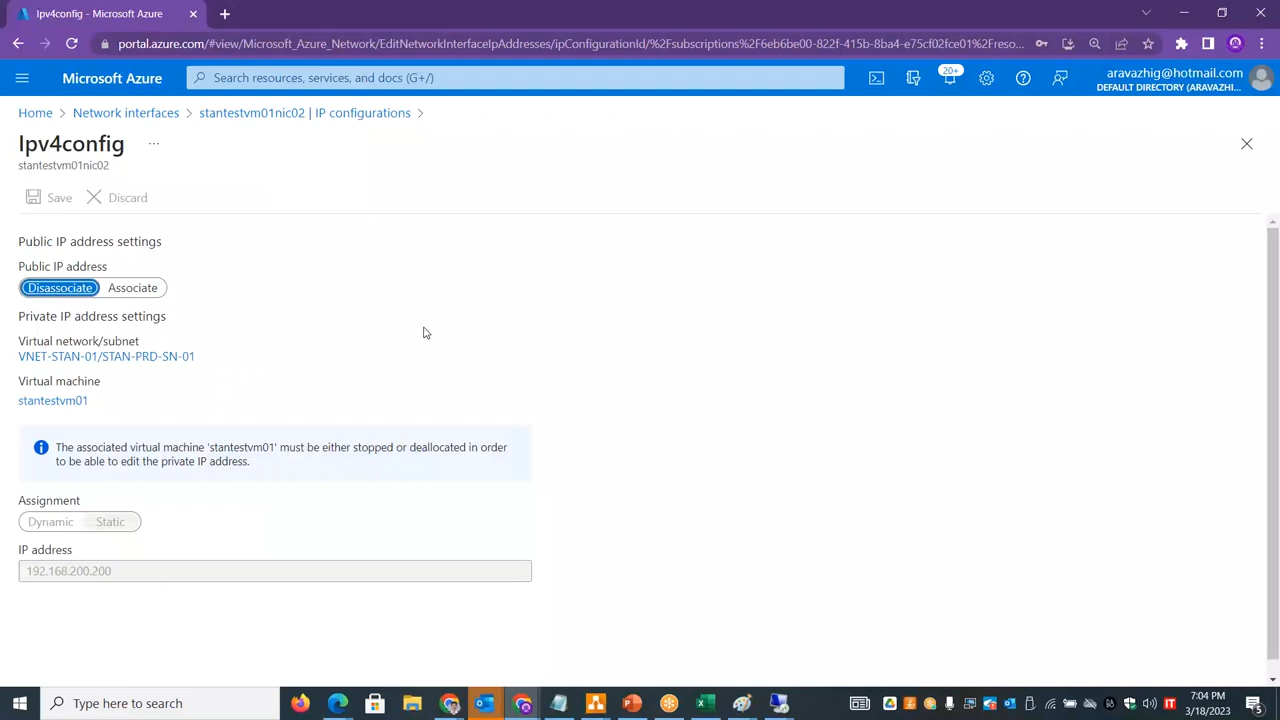 Ipv4config - Microsoft Azure
portal.azure.com/#view/Microsoft_Azure_Network/EditNetworkInterfaceIpAddresses/ipConfigurationId/%2Fsubscriptions%2F6eb6be00-822f-415b-8ba4-e75cf02fce01%2Freso...
Microsoft Azure
Search resources, services, and docs (G+/)
20+
aravazhig@hotmail.com
DEFAULT DIRECTORY (ARAVAZHI...
Home > Network interfaces > stantestvm01nic02 | IP configurations >
Ipv4config ...
stantestvm01nic02
Save Discard
Public IP address settings
Public IP address
Disassociate Associate
Private IP address settings
Virtual network/subnet
VNET-STAN-01/STAN-PRD-SN-01
Virtual machine
stantestvm01
The associated virtual machine 'stantestvm01' must be either stopped or deallocated in order
to be able to edit the private IP address.
Assignment
Dynamic Static
IP address
192.168.200.200
Type here to search
IT
7:04 PM
3/18/2023
5